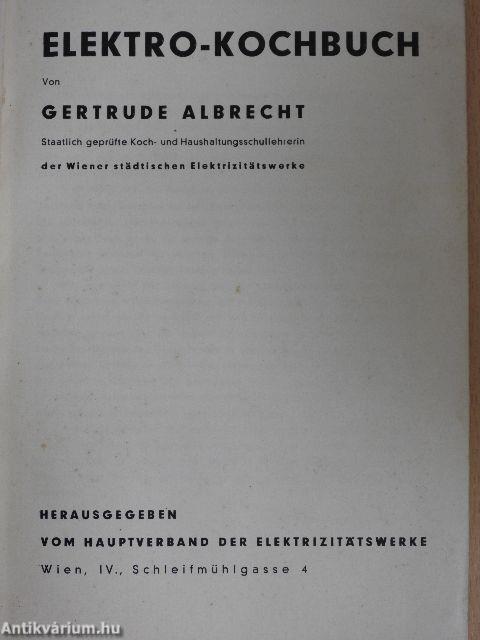 ELEKTRO-KOCHBUCH
Von
GERTRUDE ALBRECHT
Staatlich geprüfte Koch- und Haushaltungsschullehrerin
der Wiener städtischen Elektrizitätswerke
HERAUSGEGEBEN
VOM HAUPTVERBAND DER ELEKTRIZITÄTSWERKE
Wien, IV., Schleifmühlgasse 4
Antikvárium.hu